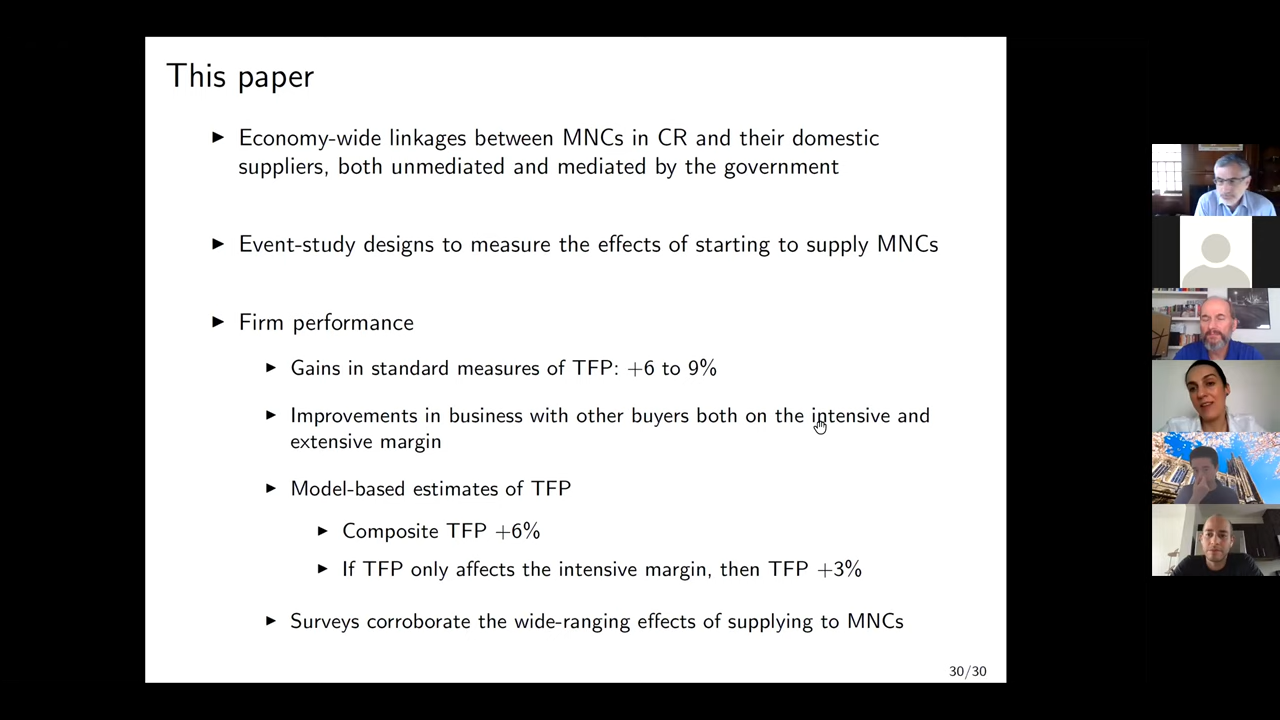 This paper
Economy-wide linkages between MNCs in CR and their domestic
suppliers, both unmediated and mediated by the government
Event-study designs to measure the effects of starting to supply MNCs
Firm performance
Gains in standard measures of TFP: +6 to 9%
Improvements in business with other buyers both on the intensive and
extensive margin
Model-based estimates of TFP
Composite TFP +6%
If TFP only affects the intensive margin, then TFP +3%
Surveys corroborate the wide-ranging effects of supplying to MNCs
30/30